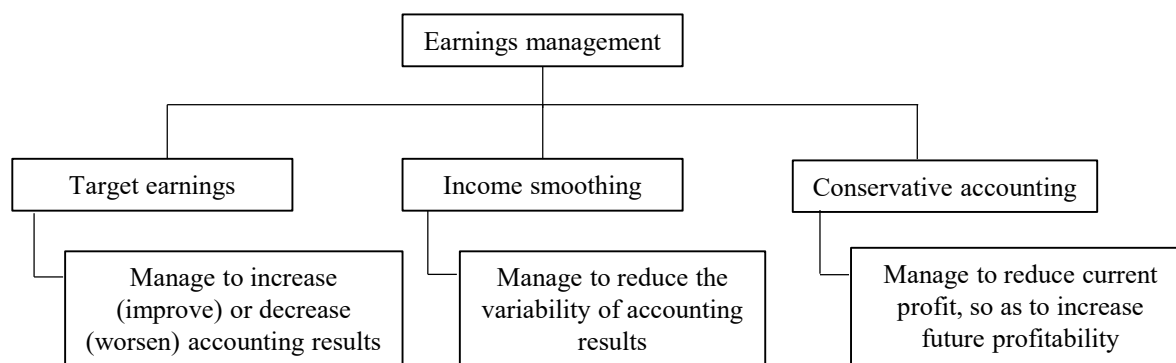 Earnings management
Target earnings
Income smoothing
Conservative accounting
Manage to increase
(improve) or decrease
(worsen) accounting results
Manage to reduce the
variability of accounting
results
Manage to reduce current
profit, so as to increase
future profitability